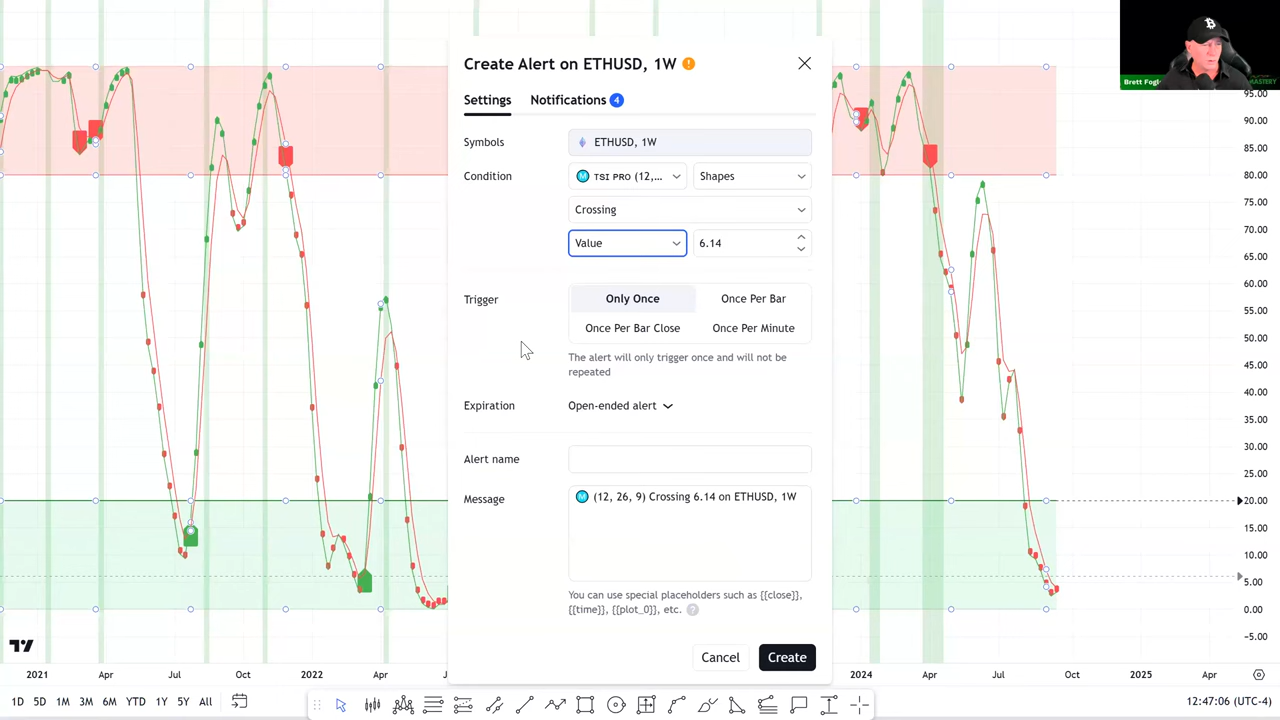 Create Alert on ETHUSD, 1W
Settings
Notifications 4
Symbols
ETHUSD, 1W
Condition
TSI PRO (12,...
Shapes
Crossing
Value
6.14
Trigger
Only Once
Once Per Bar
Once Per Bar Close
Once Per Minute
The alert will only trigger once and will not be
repeated
Expiration
Open-ended alert
Alert name
Message
(12, 26, 9) Crossing 6.14 on ETHUSD, 1W
You can use special placeholders such as {{close}},
{{time}}, {{plot_0}}, etc. ?
Cancel
Create
Brett Fogl
MASTERY
95.00
90.00
85.00
80.00
75.00
70.00
65.00
60.00
55.00
50.00
45.00
40.00
35.00
30.00
25.00
20.00
15.00
10.00
5.00
0.00
−5.00
2021
Apr
Jul
Oct
2022
Apr
2024
Apr
Jul
Oct
2025
Apr
1D
5D
1M
3M
6M
YTD
1Y
5Y
All
12:47:06 (UTC-4)